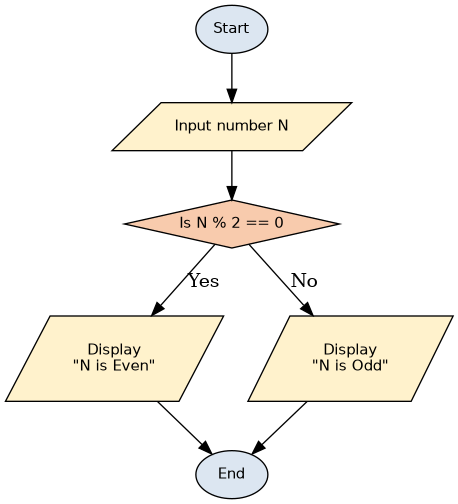 Start
Input number N
Is N % 2 == 0
Yes
No
Display
"N is Even"
Display
"N is Odd"
End